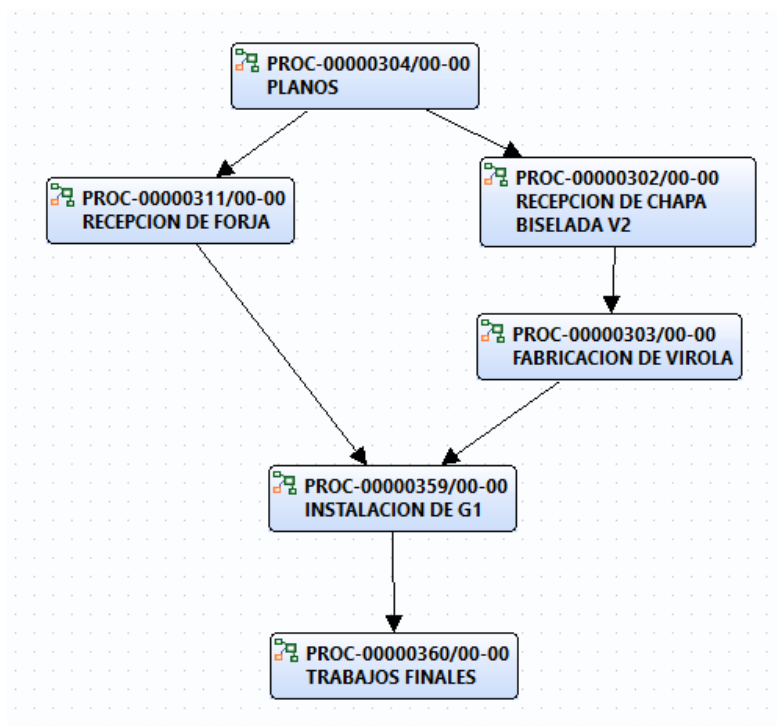 PROC-00000304/00-00
PLANOS
PROC-00000311/00-00
RECEPCION DE FORJA
PROC-00000302/00-00
RECEPCION DE CHAPA
BISELADA V2
PROC-00000303/00-00
FABRICACION DE VIROLA
PROC-00000359/00-00
INSTALACION DE G1
PROC-00000360/00-00
TRABAJOS FINALES